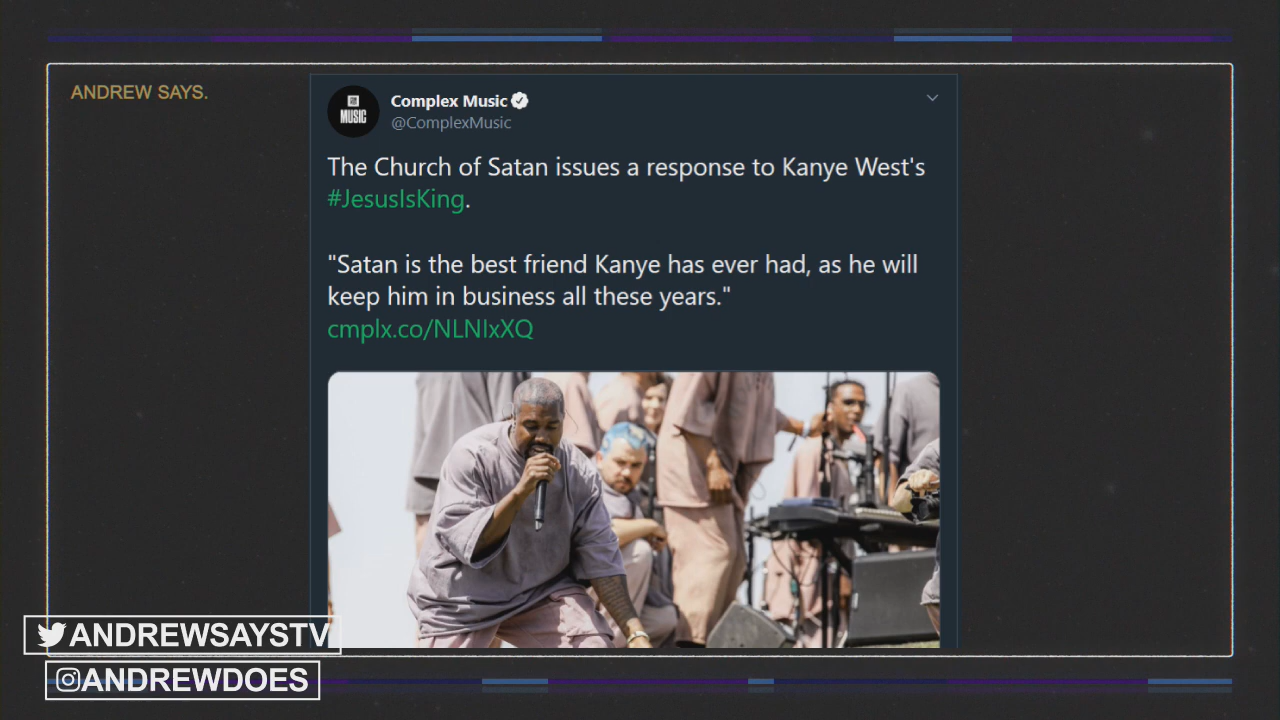 ANDREW SAYS.
MUSIC
Complex Music
@ComplexMusic
The Church of Satan issues a response to Kanye West's
#JesusIsKing.
"Satan is the best friend Kanye has ever had, as he will
keep him in business all these years."
cmplx.co/NLNIxXQ
ANDREWSAYSTV
ANDREWDOES